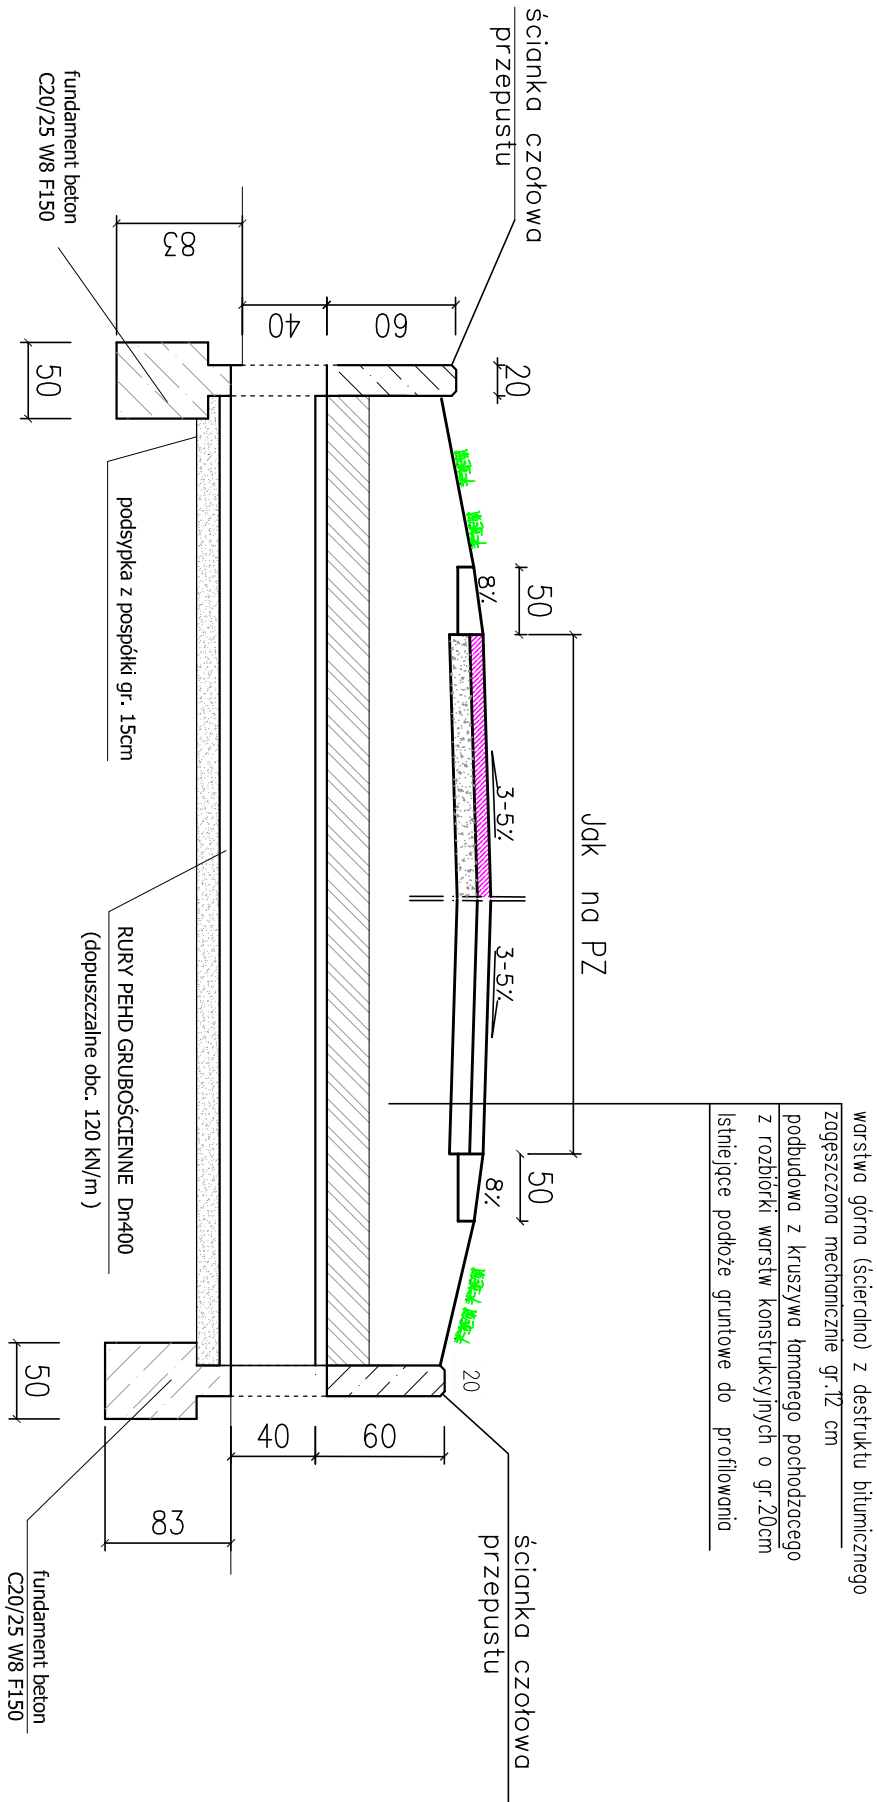 warstwa górna (ścieralna) z destruktu bitumicznego
zagęszczona mechanicznie gr.12 cm
podbudowa z kruszywa łamanego pochodzacego
z rozbiórki warstw konstrukcyjnych o gr.20cm
Istniejące podłoże gruntowe do profilowania
Jak na PZ
ścianka czołowa
przepustu
20
50
8%
3-5%
3-5%
8%
50
20
ścianka czołowa
przepustu
60
40
83
60
40
83
50
50
fundament beton
C20/25 W8 F150
podsypka z pospółki gr. 15cm
RURY PEHD GRUBOŚCIENNE Dn400
(dopuszczalne obc. 120 kN/m )
fundament beton
C20/25 W8 F150